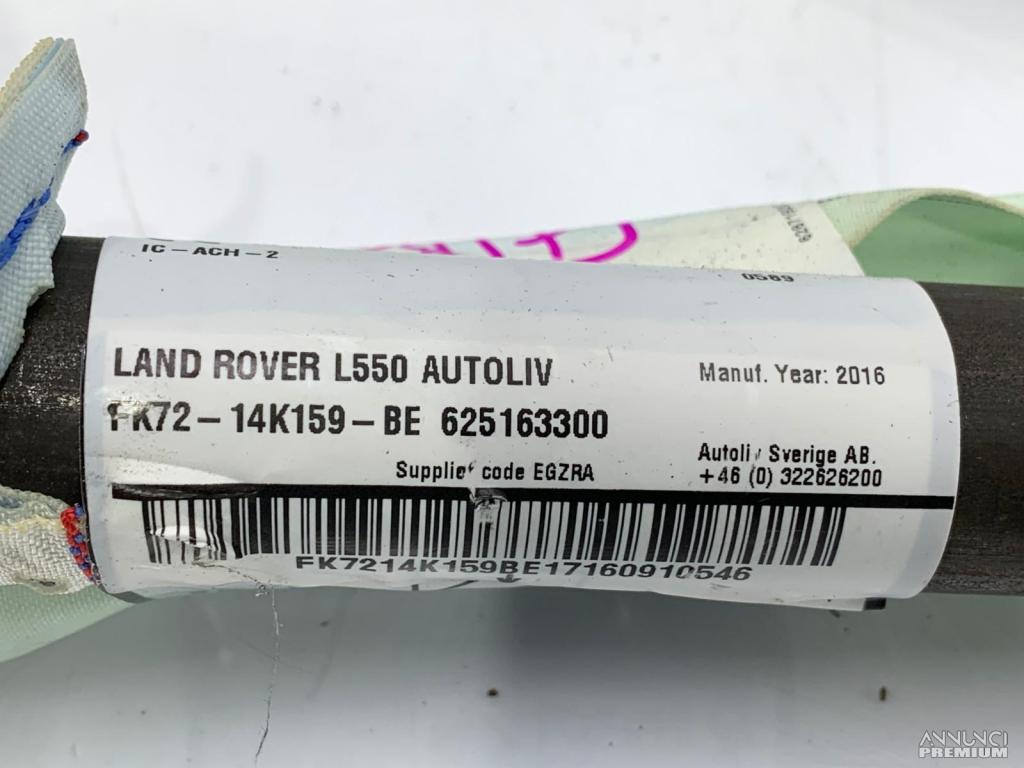 IC-ACH-2
0589
LAND ROVER L550 AUTOLIV
Manuf. Year: 2016
FK72-14K159-BE 625163300
Autoliv Sverige AB.
Supplier code EGZRA
+46 (0) 322626200
FK7214K159BE17160910546
ANNUNCI
PREMIUM